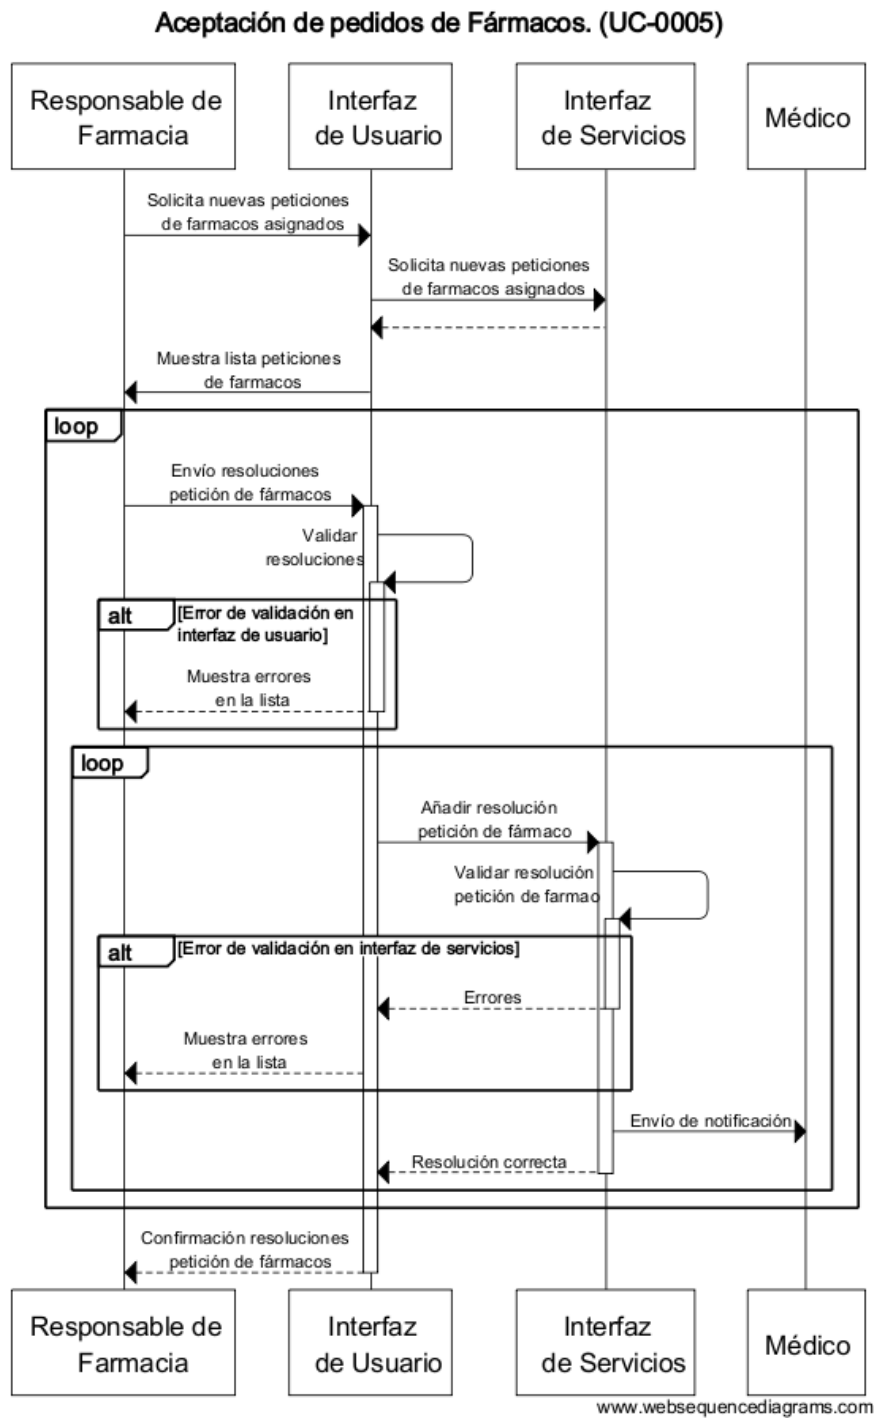 Aceptación de pedidos de Fármacos. (UC-0005)
Responsable de
Farmacia
Interfaz
de Usuario
Interfaz
de Servicios
Médico
Solicita nuevas peticiones
de farmacos asignados
Solicita nuevas peticiones
de farmacos asignados
Muestra lista peticiones
de farmacos
loop
Envío resoluciones
petición de fármacos
Validar
resoluciones
alt
[Error de validación en
interfaz de usuario]
Muestra errores
en la lista
loop
Añadir resolución
petición de fármaco
Validar resolución
petición de farmao
alt
[Error de validación en interfaz de servicios]
Errores
Muestra errores
en la lista
Envío de notificación
Resolución correcta
Confirmación resoluciones
petición de fármacos
Responsable de
Farmacia
Interfaz
de Usuario
Interfaz
de Servicios
Médico
www.websequencediagrams.com